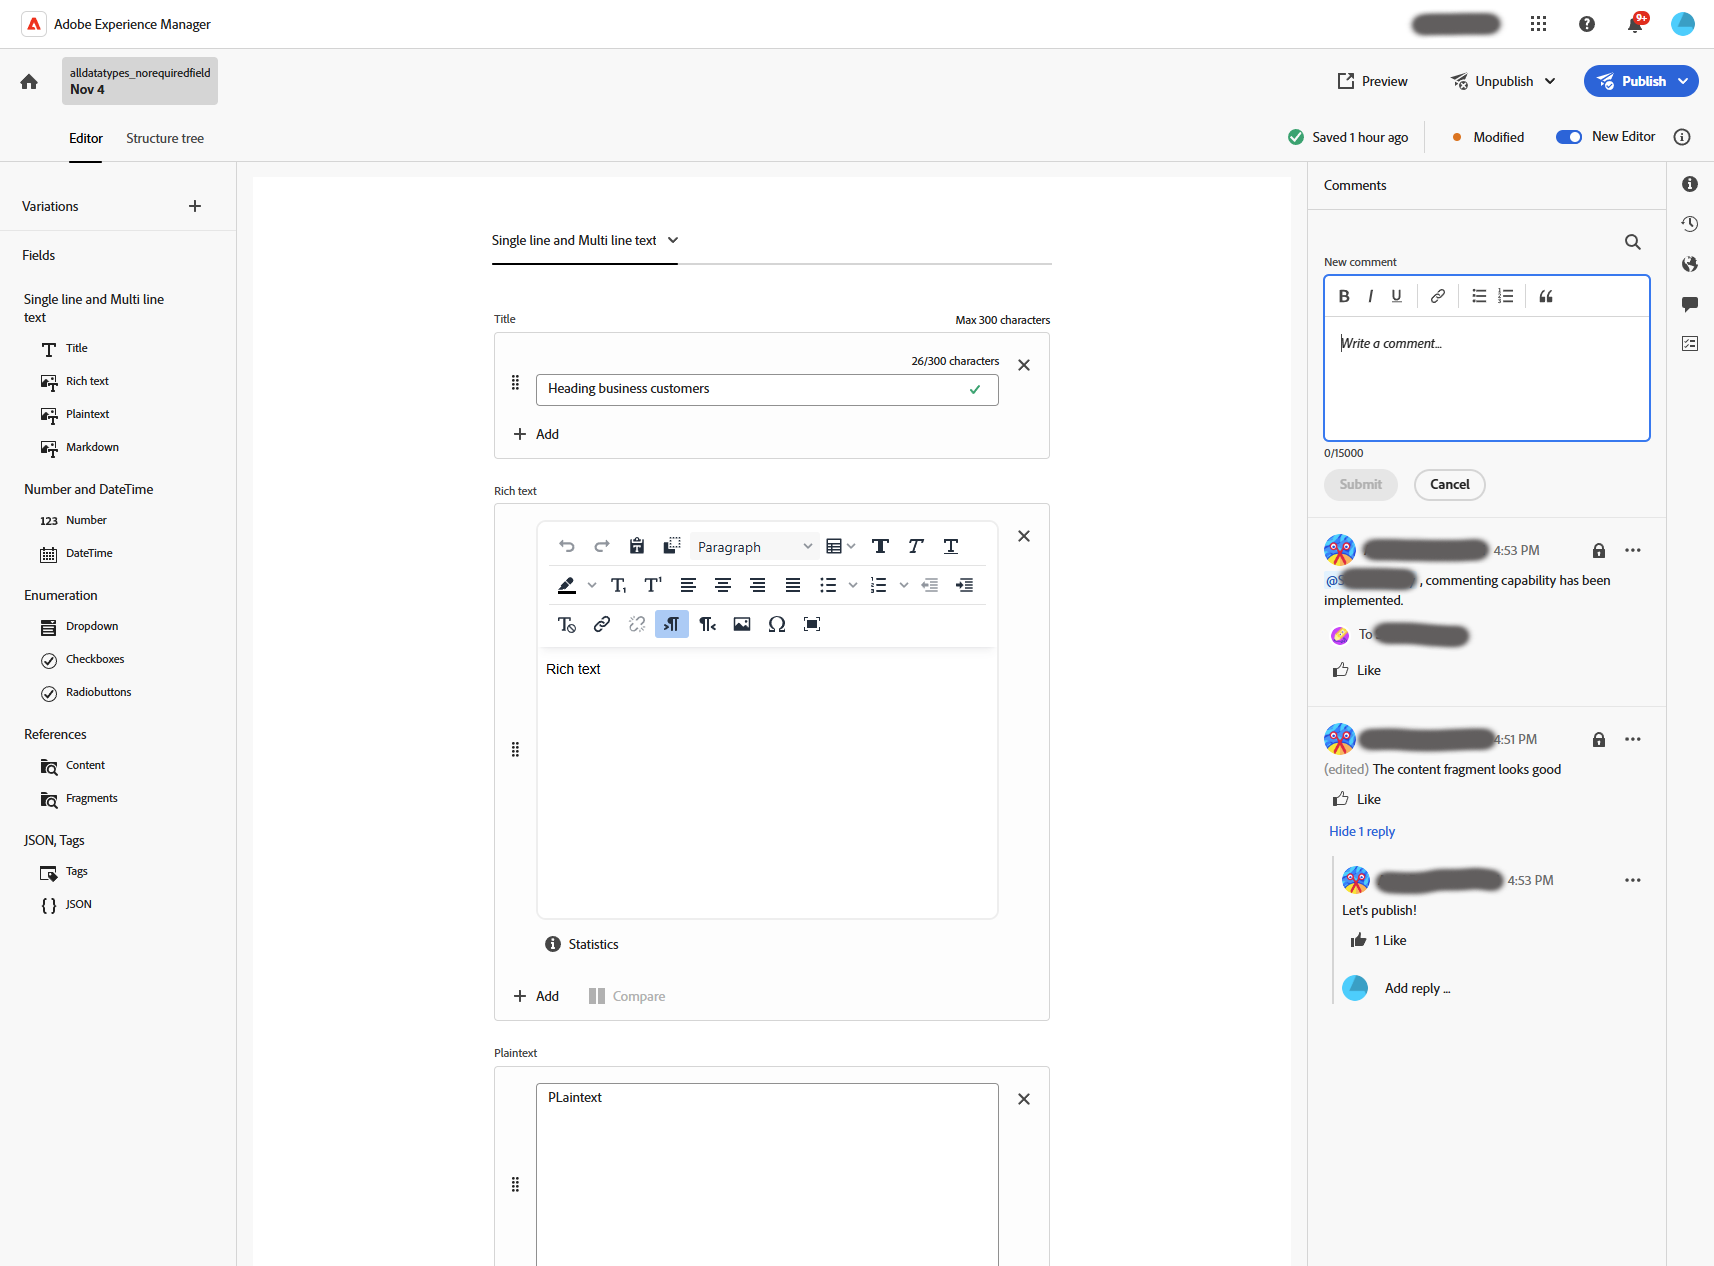 Adobe Experience Manager
9+
alldatatypes_norequiredfield
Nov 4
Preview
Unpublish
Publish
Editor
Structure tree
Saved 1 hour ago
Modified
New Editor
Variations
Fields
Single line and Multi line
text
Title
Rich text
Plaintext
Markdown
Number and DateTime
123 Number
DateTime
Enumeration
Dropdown
Checkboxes
Radiobuttons
References
Content
Fragments
JSON, Tags
Tags
{ } JSON
Single line and Multi line text
Title
Max 300 characters
26/300 characters
Heading business customers
Add
Rich text
Paragraph
Rich text
Statistics
Add
Compare
Plaintext
PLaintext
Comments
New comment
B I U
Write a comment...
0/15000
Submit
Cancel
4:53 PM
@S , commenting capability has been
implemented.
To
Like
4:51 PM
(edited) The content fragment looks good
Like
Hide 1 reply
4:53 PM
Let's publish!
1 Like
Add reply ...